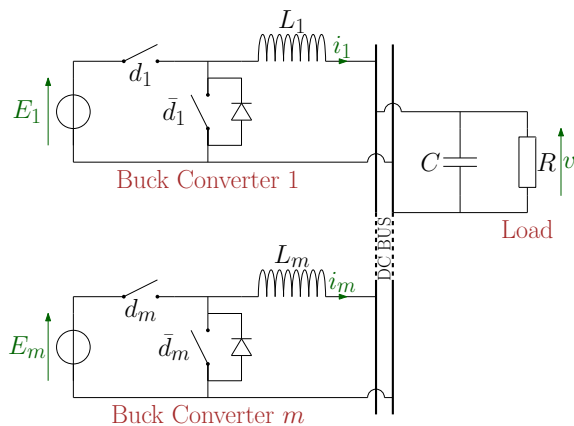 L₁
i₁
d₁
E₁
d̄₁
Buck Converter 1
C
R
v
Load
DC BUS
Lₘ
iₘ
dₘ
Eₘ
d̄ₘ
Buck Converter m